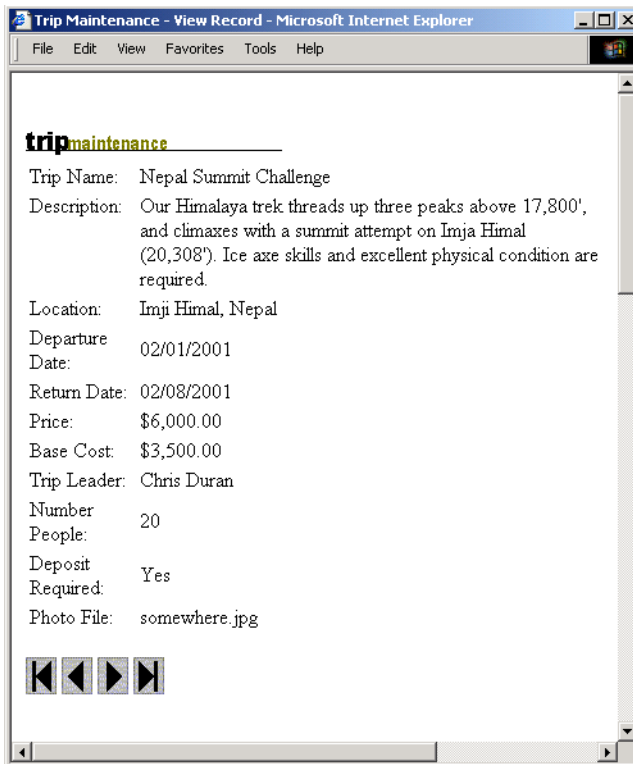 Trip Maintenance - View Record - Microsoft Internet Explorer
File Edit View Favorites Tools Help
tripmaintenance
Trip Name: Nepal Summit Challenge
Description: Our Himalaya trek threads up three peaks above 17,800',
and climaxes with a summit attempt on Imja Himal
(20,308'). Ice axe skills and excellent physical condition are
required.
Location: Imji Himal, Nepal
Departure
Date: 02/01/2001
Return Date: 02/08/2001
Price: $6,000.00
Base Cost: $3,500.00
Trip Leader: Chris Duran
Number
People: 20
Deposit
Required: Yes
Photo File: somewhere.jpg